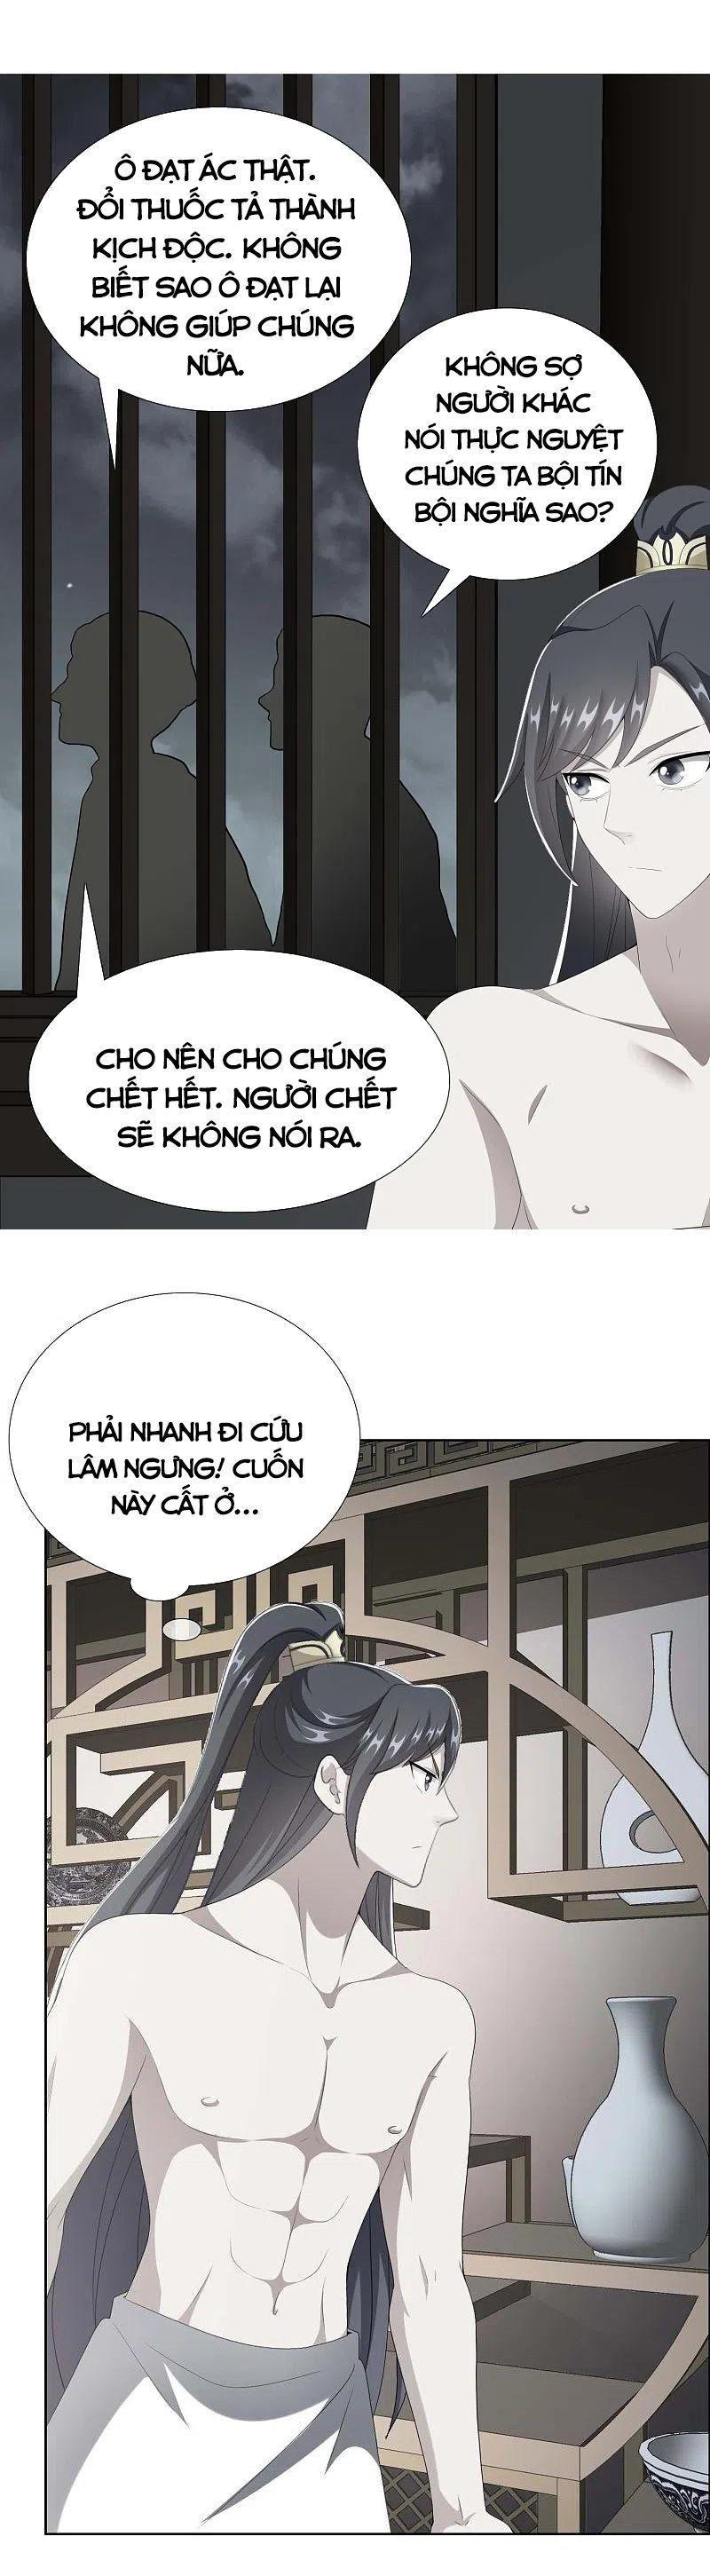 Ô ĐẠT ÁC THẬT.
ĐỔI THUỐC TẢ THÀNH
KỊCH ĐỘC. KHÔNG
BIẾT SAO Ô ĐẠT LẠI
KHÔNG GIÚP CHÚNG
NỮA.
KHÔNG SỢ
NGƯỜI KHÁC
NÓI THỰC NGUYỆT
CHÚNG TA BỘI TÍN
BỘI NGHĨA SAO?
CHO NÊN CHO CHÚNG
CHẾT HẾT. NGƯỜI CHẾT
SẼ KHÔNG NÓI RA.
PHẢI NHANH ĐI CỨU
LÂM NGƯNG! CUỐN
NÀY CẤT Ở...